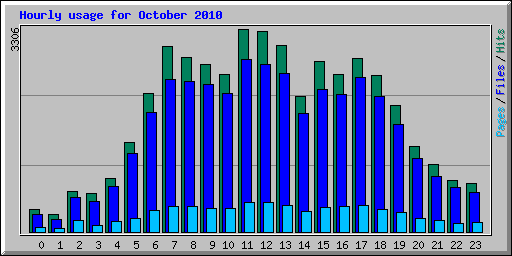 Hourly usage for October 2010
3306
Pages / Files / Hits
0 1 2 3 4 5 6 7 8 9 10 11 12 13 14 15 16 17 18 19 20 21 22 23